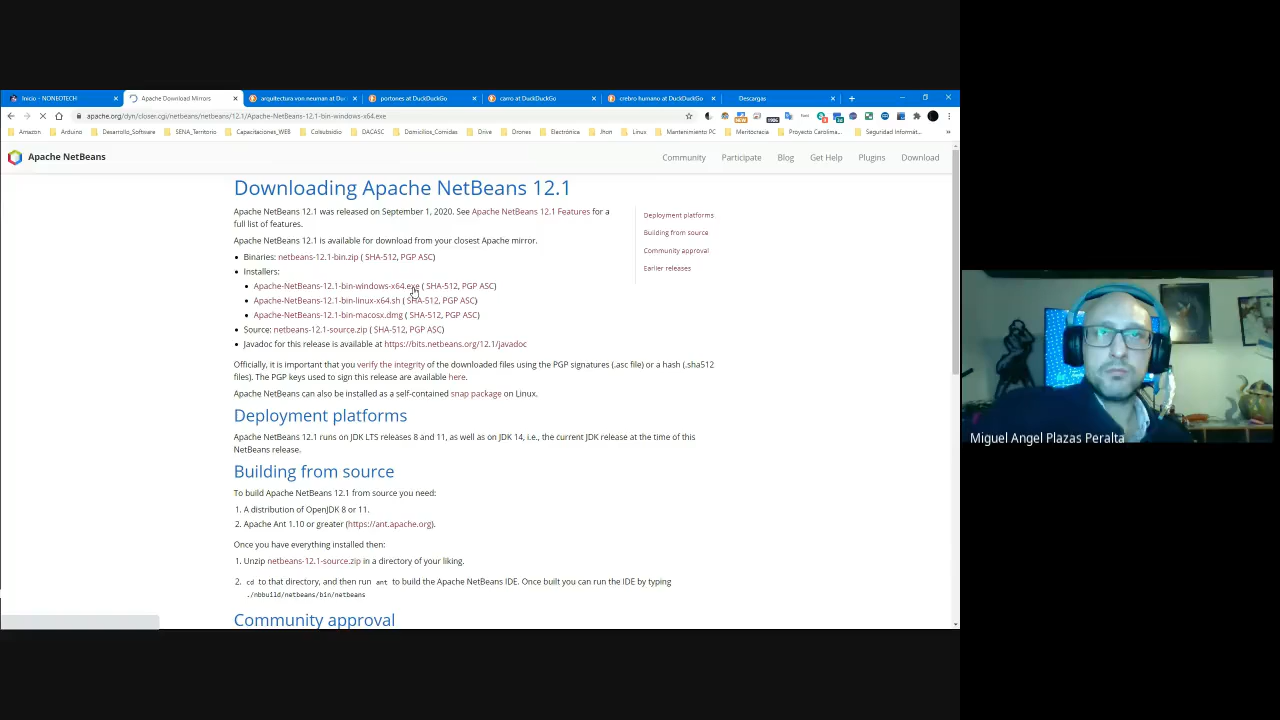 Inicio - NONEOTECH
Apache Download Mirrors
arquitectura von neuman at Du
portones at DuckDuckGo
carro at DuckDuckGo
crebro humano at DuckDuckGo
Descargas
apache.org/dyn/closer.cgi/netbeans/netbeans/12.1/Apache-NetBeans-12.1-bin-windows-x64.exe
Amazon
Arduino
Desarrollo_Software
SENA_Territorio
Capacitaciones_WEB
Colsubsidio
DACASC
Domicilios_Comidas
Drive
Drones
Electrónica
Jhon
Linux
Mantenimiento PC
Meritócracia
Proyecto Carolima...
Seguridad Informát...
Apache NetBeans
Community
Participate
Blog
Get Help
Plugins
Download
Downloading Apache NetBeans 12.1
Apache NetBeans 12.1 was released on September 1, 2020. See Apache NetBeans 12.1 Features for a
full list of features.
Apache NetBeans 12.1 is available for download from your closest Apache mirror.
• Binaries: netbeans-12.1-bin.zip ( SHA-512, PGP ASC)
• Installers:
• Apache-NetBeans-12.1-bin-windows-x64.exe ( SHA-512, PGP ASC)
• Apache-NetBeans-12.1-bin-linux-x64.sh ( SHA-512, PGP ASC)
• Apache-NetBeans-12.1-bin-macosx.dmg ( SHA-512, PGP ASC)
• Source: netbeans-12.1-source.zip ( SHA-512, PGP ASC)
• Javadoc for this release is available at https://bits.netbeans.org/12.1/javadoc
Deployment platforms
Building from source
Community approval
Earlier releases
Officially, it is important that you verify the integrity of the downloaded files using the PGP signatures (.asc file) or a hash (.sha512
files). The PGP keys used to sign this release are available here.
Apache NetBeans can also be installed as a self-contained snap package on Linux.
Deployment platforms
Apache NetBeans 12.1 runs on JDK LTS releases 8 and 11, as well as on JDK 14, i.e., the current JDK release at the time of this
NetBeans release.
Building from source
To build Apache NetBeans 12.1 from source you need:
1. A distribution of OpenJDK 8 or 11.
2. Apache Ant 1.10 or greater (https://ant.apache.org).
Once you have everything installed then:
1. Unzip netbeans-12.1-source.zip in a directory of your liking.
2. cd to that directory, and then run ant to build the Apache NetBeans IDE. Once built you can run the IDE by typing
./nbbuild/netbeans/bin/netbeans
Community approval
Miguel Angel Plazas Peralta